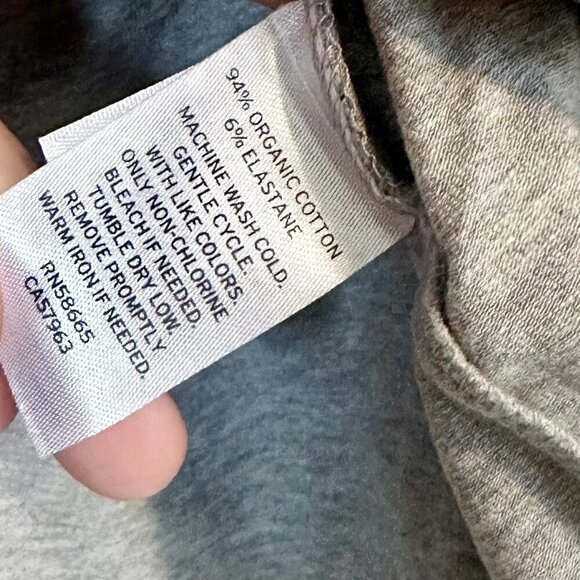 94% ORGANIC COTTON
6% ELASTANE
MACHINE WASH COLD.
GENTLE CYCLE.
WITH LIKE COLORS.
ONLY NON-CHLORINE
BLEACH IF NEEDED.
TUMBLE DRY LOW.
REMOVE PROMPTLY
WARM IRON IF NEEDED.
RN58665
CA57963